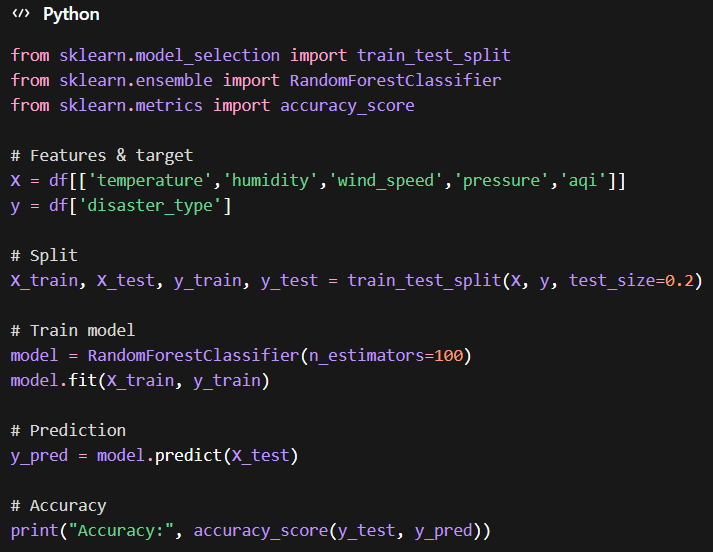 </> Python
from sklearn.model_selection import train_test_split
from sklearn.ensemble import RandomForestClassifier
from sklearn.metrics import accuracy_score
# Features & target
X = df[['temperature','humidity','wind_speed','pressure','aqi']]
y = df['disaster_type']
# Split
X_train, X_test, y_train, y_test = train_test_split(X, y, test_size=0.2)
# Train model
model = RandomForestClassifier(n_estimators=100)
model.fit(X_train, y_train)
# Prediction
y_pred = model.predict(X_test)
# Accuracy
print("Accuracy:", accuracy_score(y_test, y_pred))